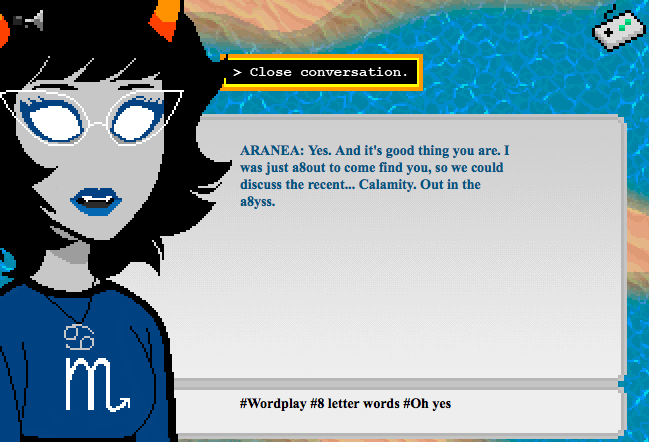 > Close conversation.
ARANEA: Yes. And it's good thing you are. I
was just a8out to come find you, so we could
discuss the recent... Calamity. Out in the
a8yss.
#Wordplay #8 letter words #Oh yes